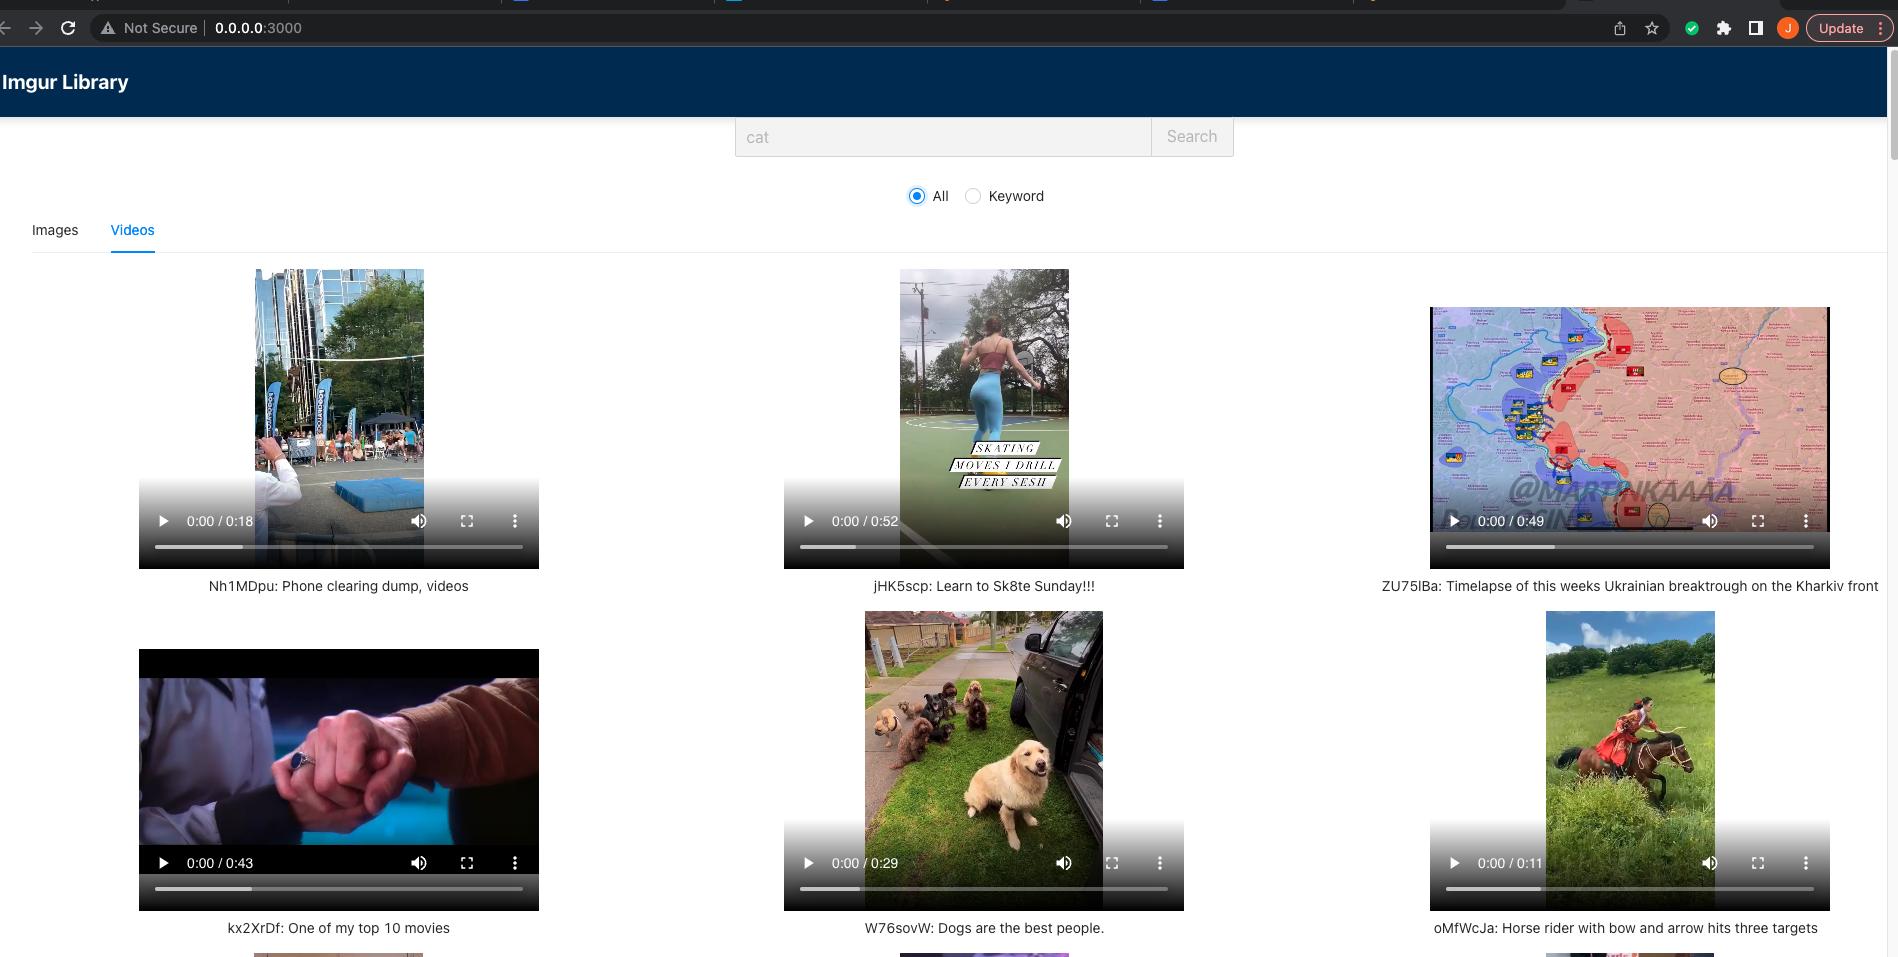 Not Secure
0.0.0.0:3000
J
Update
Imgur Library
cat
Search
All
Keyword
Images
Videos
SKATING
MOVES I DRILL
EVERY SESH
@MARTINKAAAA
0:00 / 0:18
0:00 / 0:52
0:00 / 0:49
Nh1MDpu: Phone clearing dump, videos
jHK5scp: Learn to Sk8te Sunday!!!
ZU75lBa: Timelapse of this weeks Ukrainian breaktrough on the Kharkiv front
0:00 / 0:43
0:00 / 0:29
0:00 / 0:11
kx2XrDf: One of my top 10 movies
W76sovW: Dogs are the best people.
oMfWcJa: Horse rider with bow and arrow hits three targets